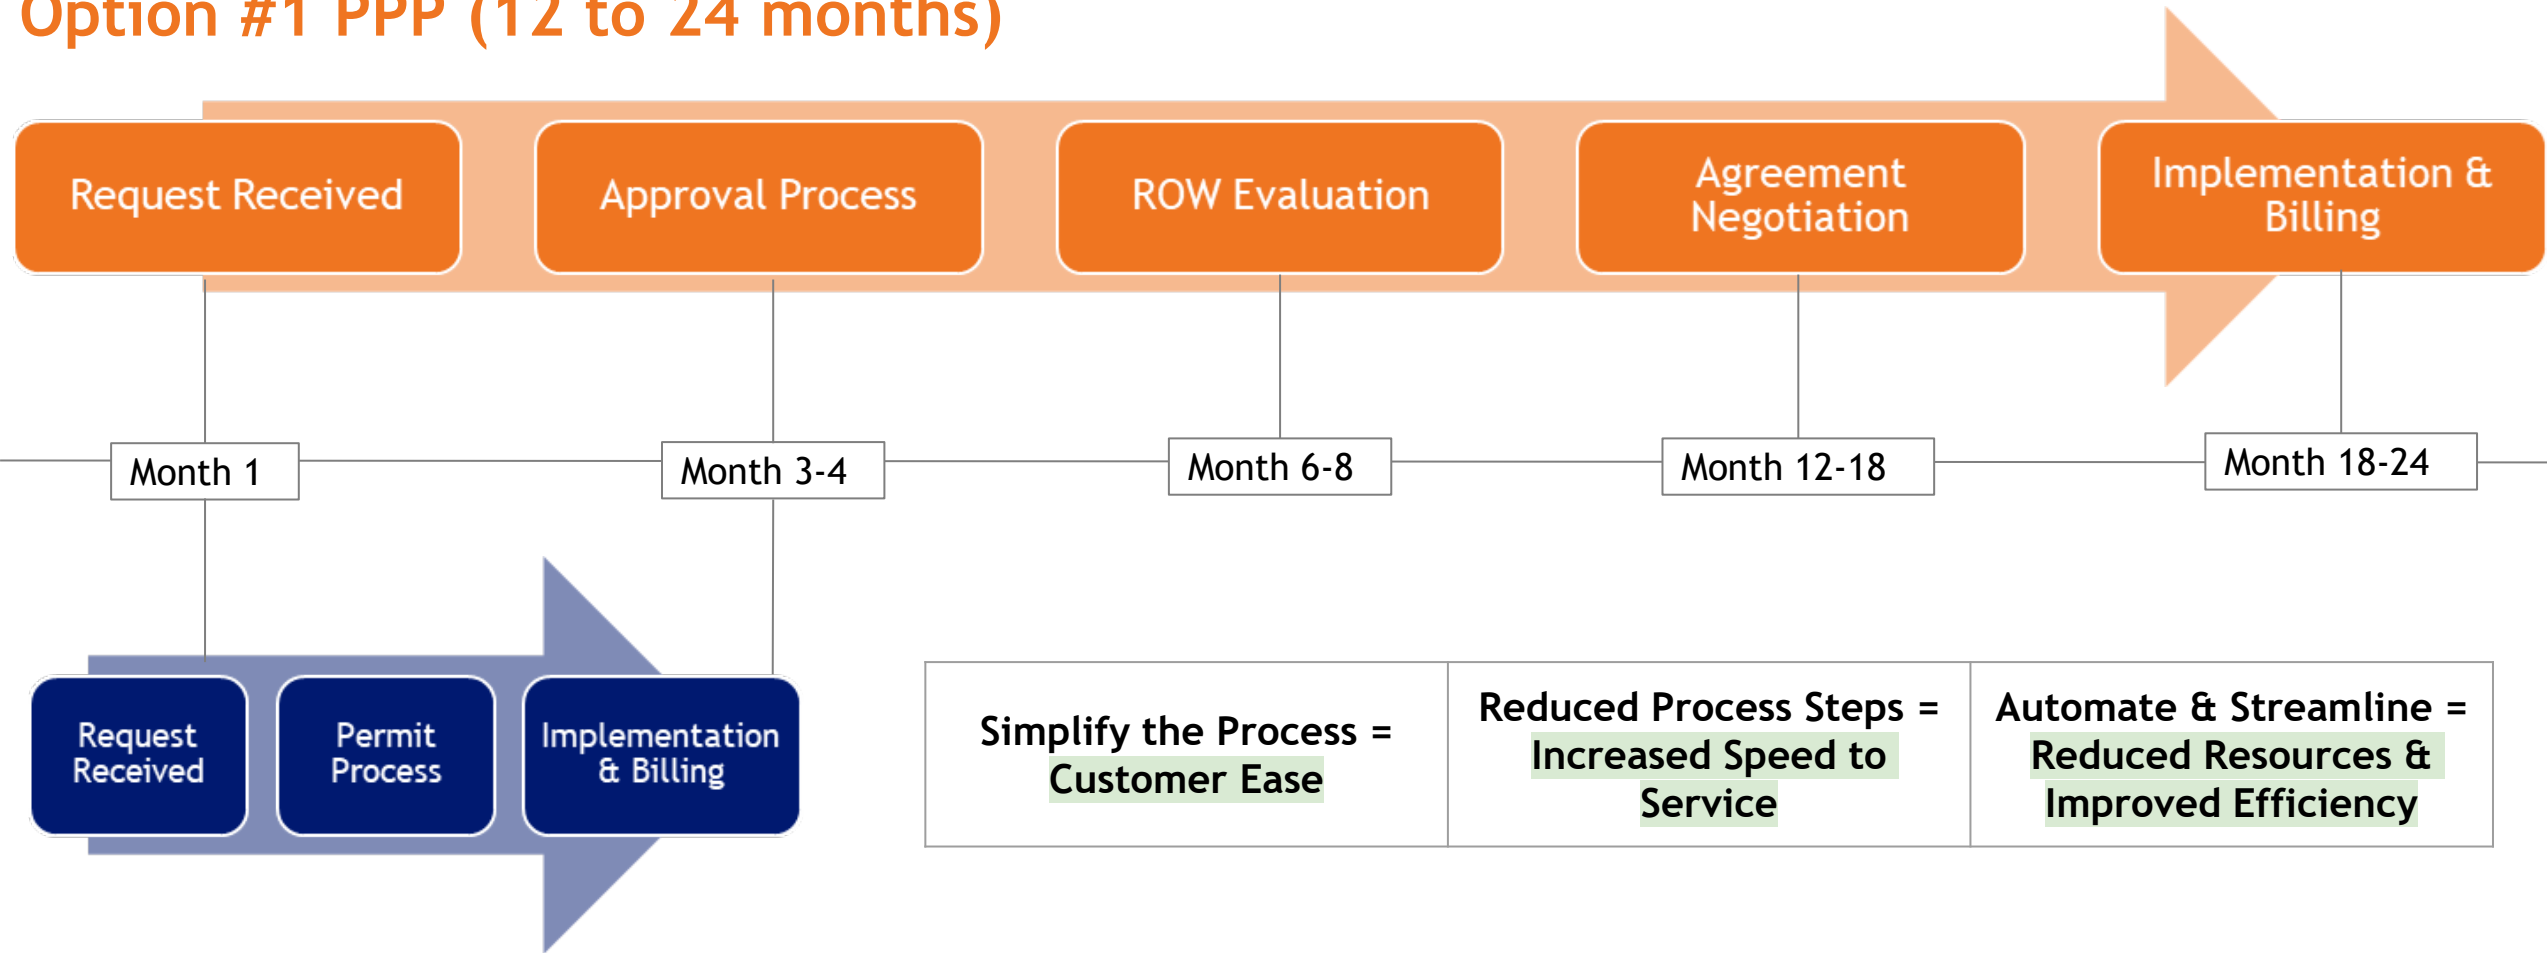 Option #1 PPP (12 to 24 months)
Request Received
Approval Process
ROW Evaluation
Agreement
Negotiation
Implementation &
Billing
Month 1
Month 3-4
Month 6-8
Month 12-18
Month 18-24
Request
Received
Permit
Process
Implementation
& Billing
Simplify the Process =
Customer Ease
Reduced Process Steps =
Increased Speed to
Service
Automate & Streamline =
Reduced Resources &
Improved Efficiency